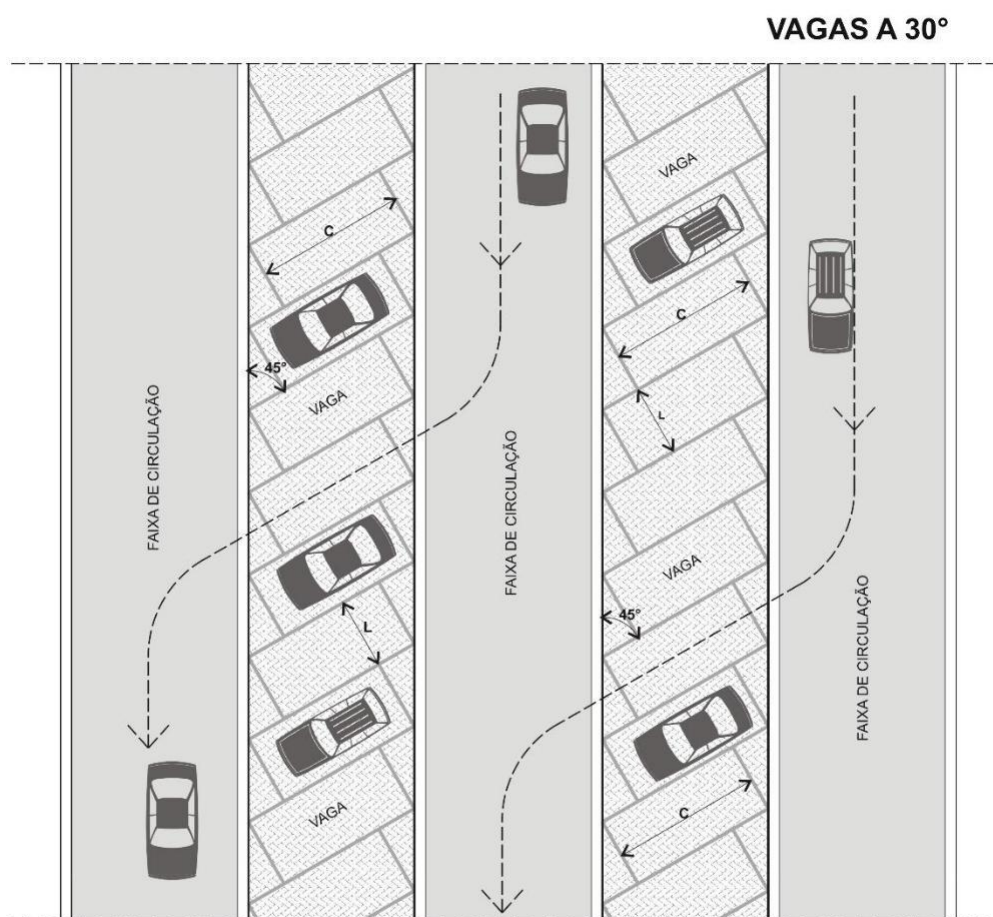 VAGAS A 30°
VAGA
C
C
45°
FAIXA DE CIRCULAÇÃO
VAGA
L
FAIXA DE CIRCULAÇÃO
VAGA
45°
L
FAIXA DE CIRCULAÇÃO
VAGA
C